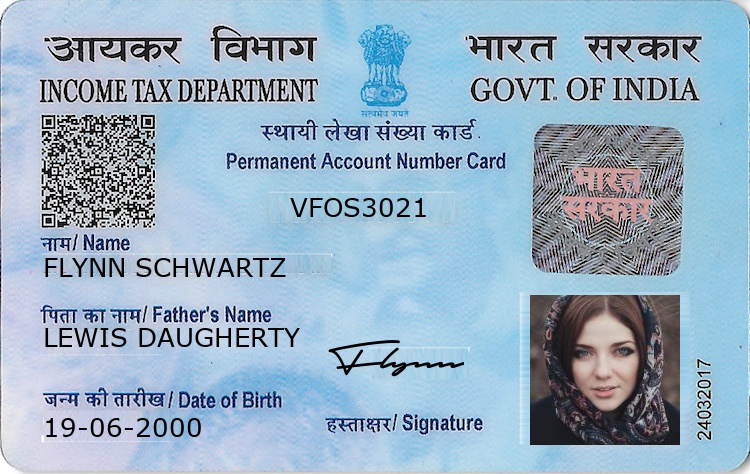 आयकर विभाग
INCOME TAX DEPARTMENT
सत्यमेव जयते
भारत सरकार
GOVT. OF INDIA
स्थायी लेखा संख्या कार्ड
Permanent Account Number Card
VFOS3021
भारत
सरकार
नाम/ Name
FLYNN SCHWARTZ
पिता का नाम/ Father's Name
LEWIS DAUGHERTY
Flynn
जन्म की तारीख / Date of Birth
19-06-2000
हस्ताक्षर/ Signature
24032017